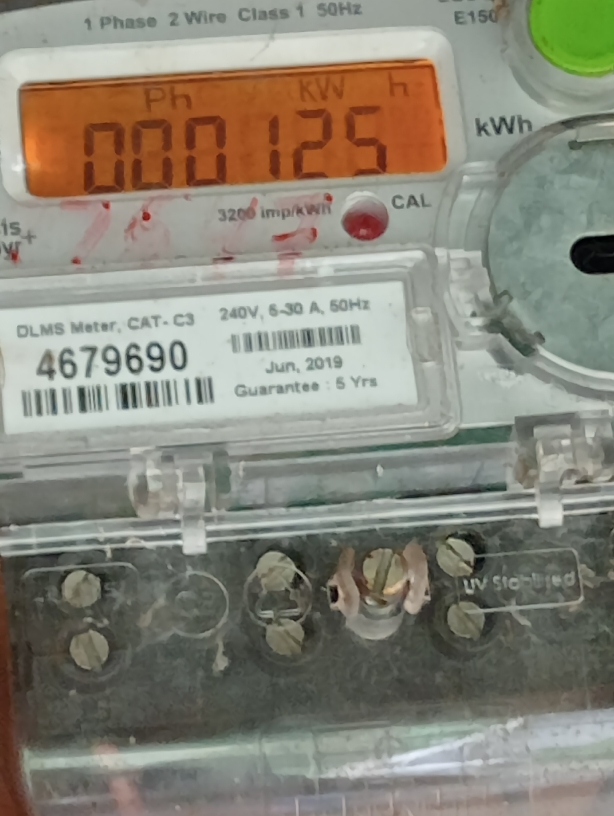 1 Phase 2 Wire Class 1 50Hz
E150
Ph kW h
000125
kWh
3200 imp/kWh
CAL
DLMS Meter, CAT-C3
240V, 5-30 A, 50Hz
4679690
Jun, 2019
Guarantee : 5 Yrs
UV Stabilised